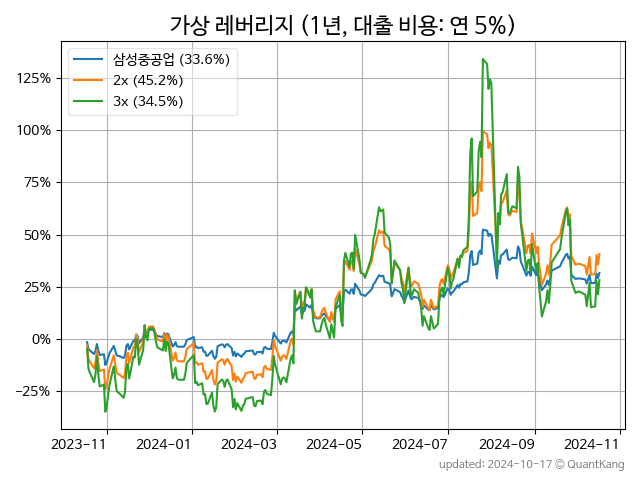 가상 레버리지 (1년, 대출 비용: 연 5%)
삼성중공업 (33.6%)
2x (45.2%)
3x (34.5%)
125%
100%
75%
50%
25%
0%
−25%
2023-11 2024-01 2024-03 2024-05 2024-07 2024-09 2024-11
updated: 2024-10-17 © QuantKang